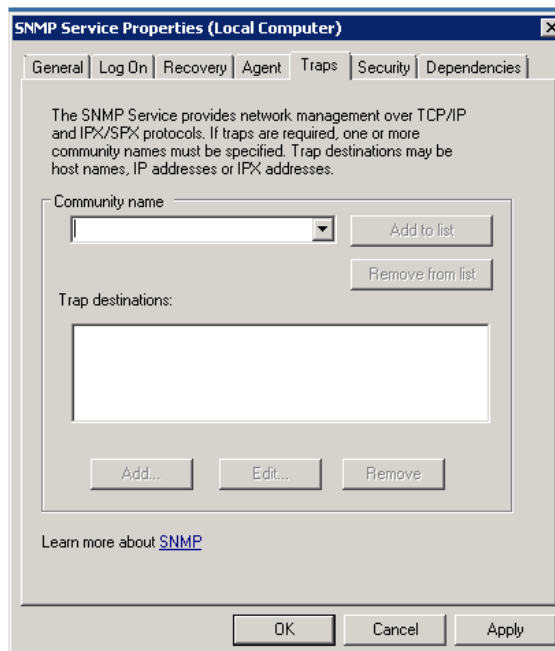 SNMP Service Properties (Local Computer)
General Log On Recovery Agent Traps Security Dependencies
The SNMP Service provides network management over TCP/IP
and IPX/SPX protocols. If traps are required, one or more
community names must be specified. Trap destinations may be
host names, IP addresses or IPX addresses.
Community name
Add to list
Remove from list
Trap destinations:
Add... Edit... Remove
Learn more about SNMP
OK Cancel Apply